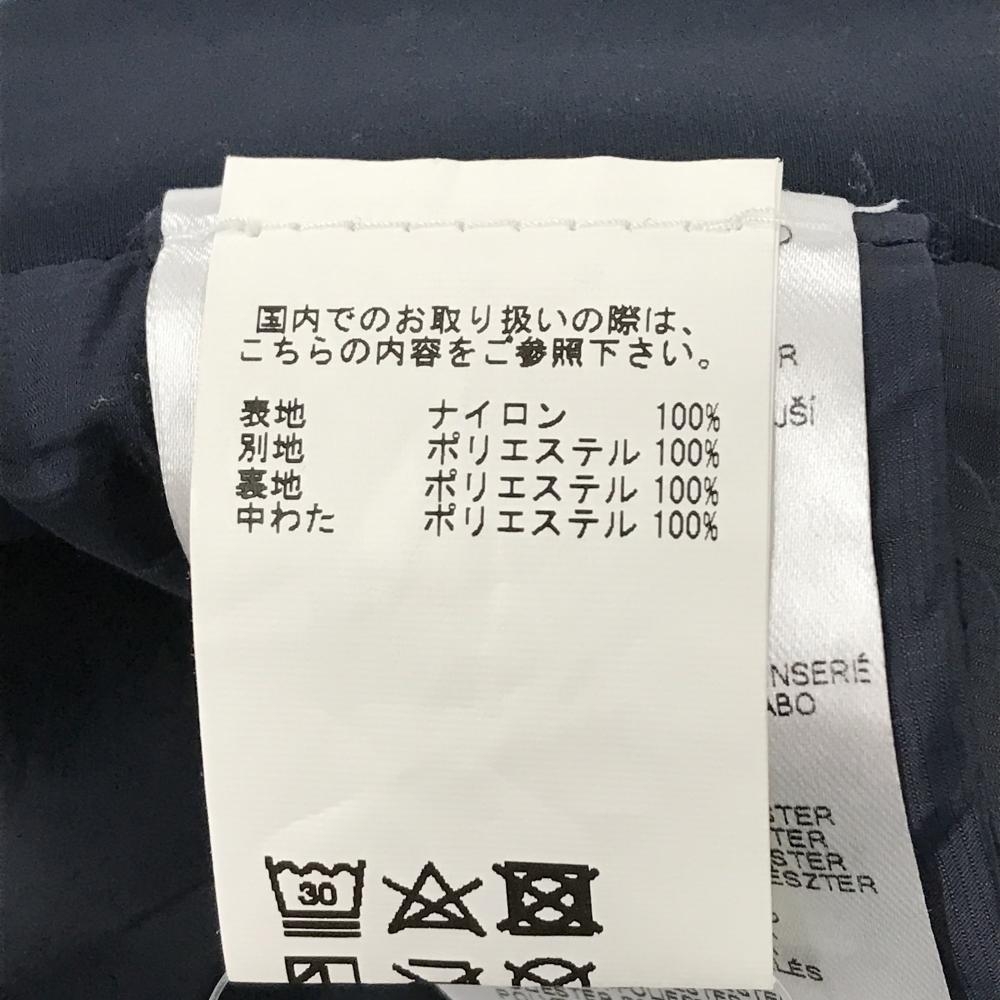 国内でのお取り扱いの際は、
こちらの内容をご参照下さい。
表地 ナイロン 100%
別地 ポリエステル 100%
裏地 ポリエステル 100%
中わた ポリエステル 100%
30